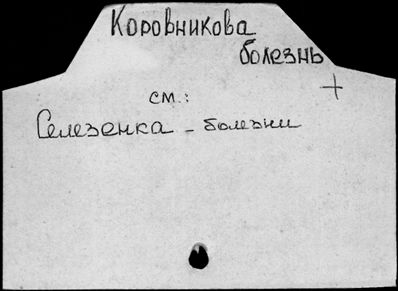 Коровникова
болезнь
+
см.:
Селезенка - болезни